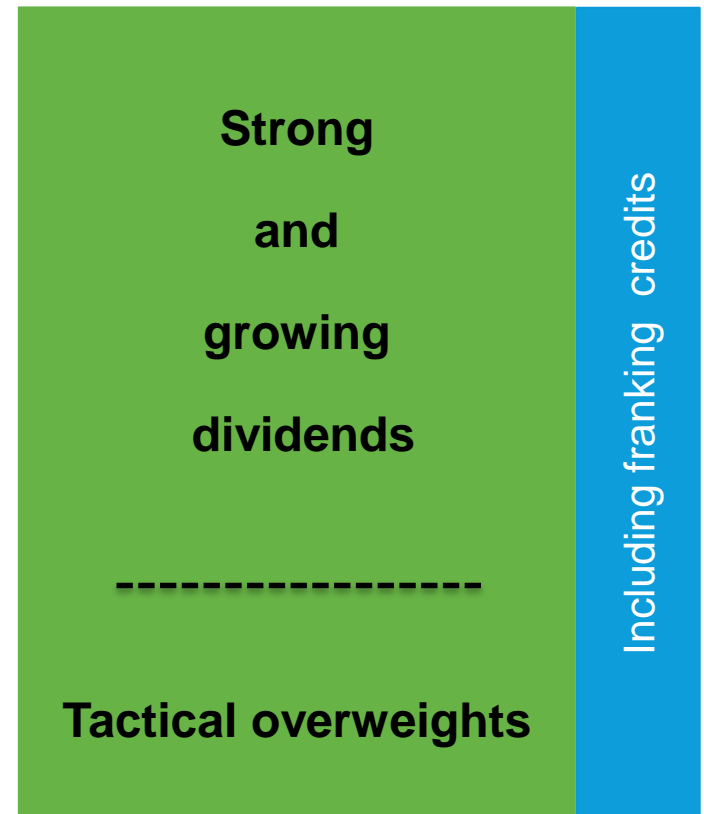 Strong
and
growing
dividends
-----------------
Tactical overweights
Including franking credits